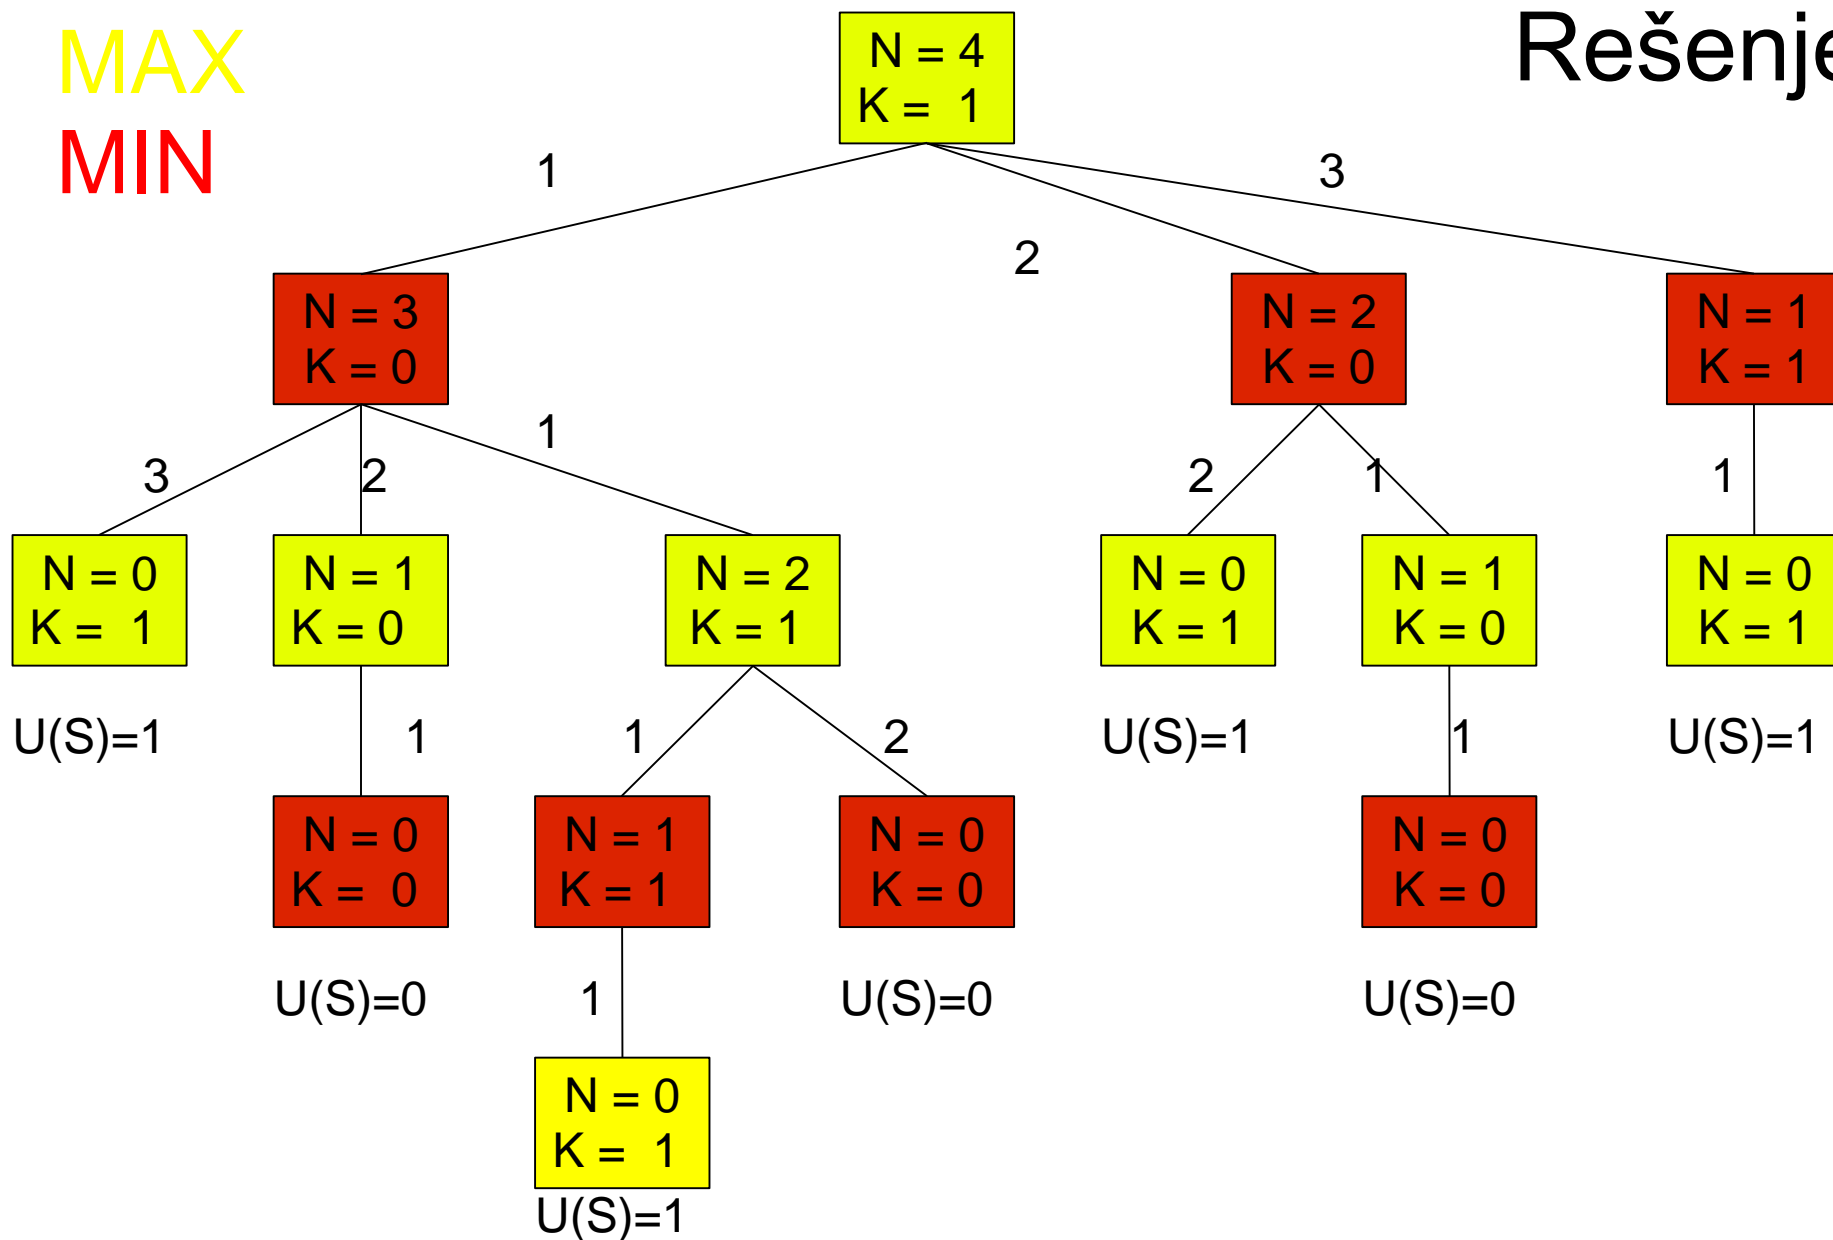 MAX
MIN
Rešenje
N = 4
K = 1
1
2
3
N = 3
K = 0
N = 2
K = 0
N = 1
K = 1
3
2
1
2
1
1
N = 0
K = 1
N = 1
K = 0
N = 2
K = 1
N = 0
K = 1
N = 1
K = 0
N = 0
K = 1
U(S)=1
1
1
2
U(S)=1
1
U(S)=1
N = 0
K = 0
N = 1
K = 1
N = 0
K = 0
N = 0
K = 0
U(S)=0
1
U(S)=0
U(S)=0
N = 0
K = 1
U(S)=1